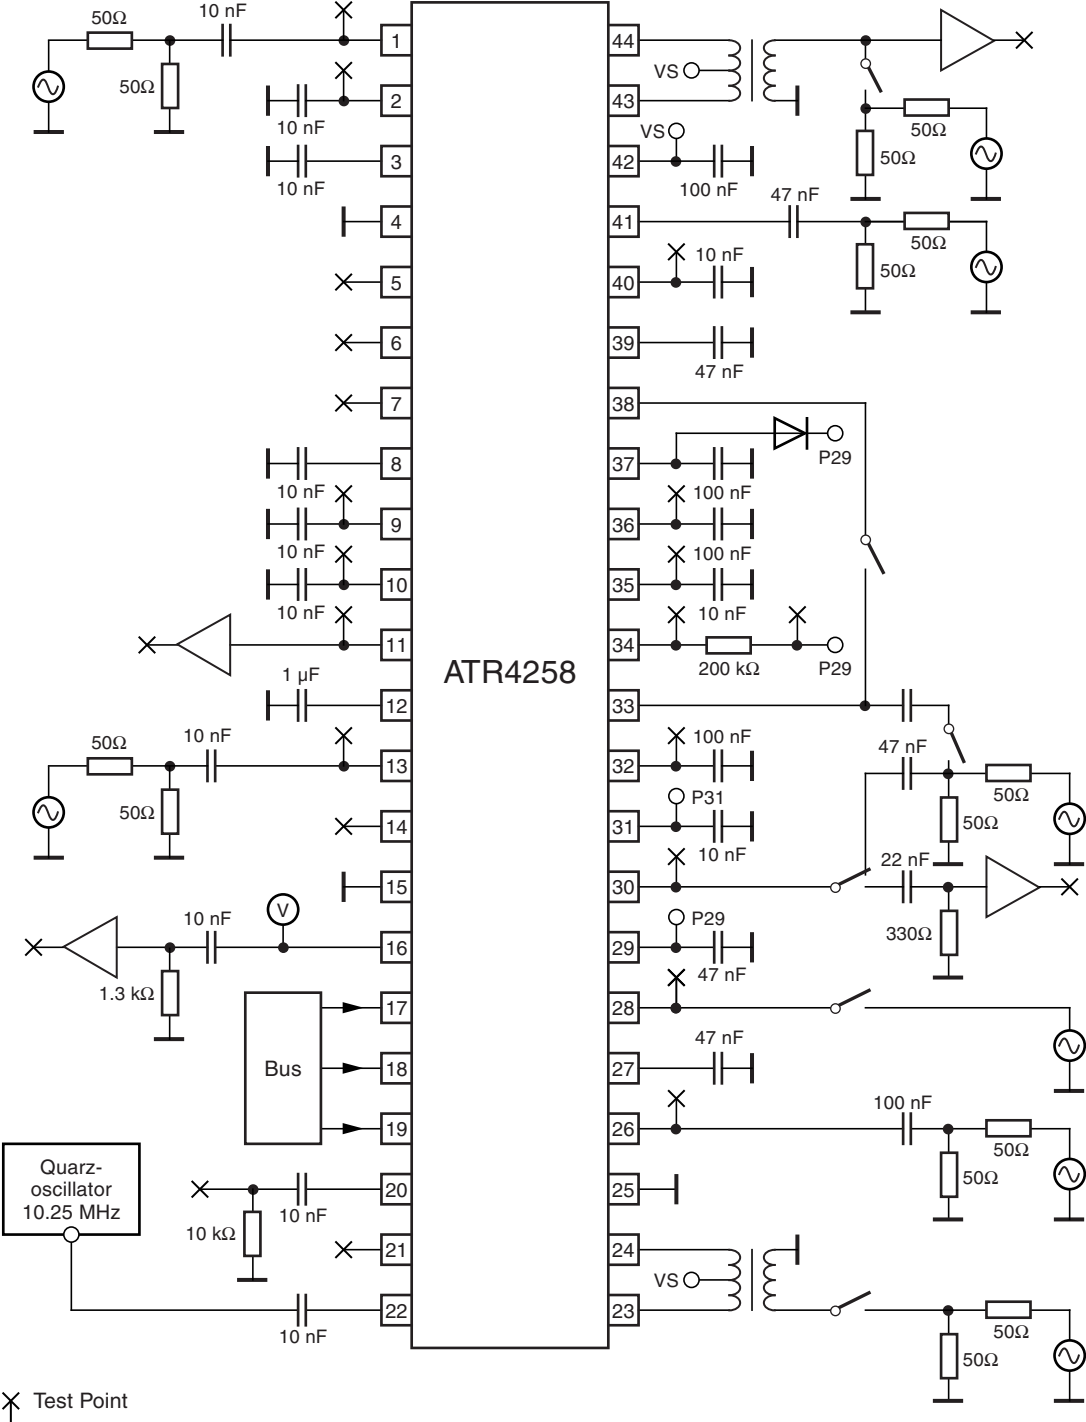 50Ω
10 nF
50Ω
1
2
10 nF
3
10 nF
4
5
6
7
8
10 nF
9
10 nF
10
10 nF
11
1 µF
12
50Ω
10 nF
50Ω
13
14
15
V
10 nF
16
1.3 kΩ
Bus
17
18
19
Quarz-
oscillator
10.25 MHz
20
10 nF
10 kΩ
21
22
10 nF
ATR4258
44
VS
43
50Ω
50Ω
VS
42
100 nF
47 nF
41
50Ω
50Ω
10 nF
40
39
47 nF
38
P29
37
100 nF
36
100 nF
35
10 nF
34
200 kΩ
P29
33
47 nF
50Ω
50Ω
100 nF
32
P31
31
10 nF
30
22 nF
330Ω
P29
29
47 nF
28
47 nF
27
100 nF
26
50Ω
50Ω
25
24
VS
23
50Ω
50Ω
Test Point